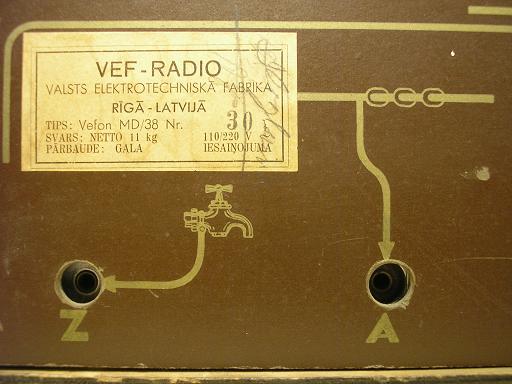 VEF-RADIO
VALSTS ELEKTROTECHNISKĀ FABRĪKA
RĪGĀ - LATVIJĀ
TIPS: Vefon MD/38 Nr. 30
SVARS: NETTO 11 kg 110/220 V
PĀRBAUDE: GALA IESAIŅOJUMA
Z A